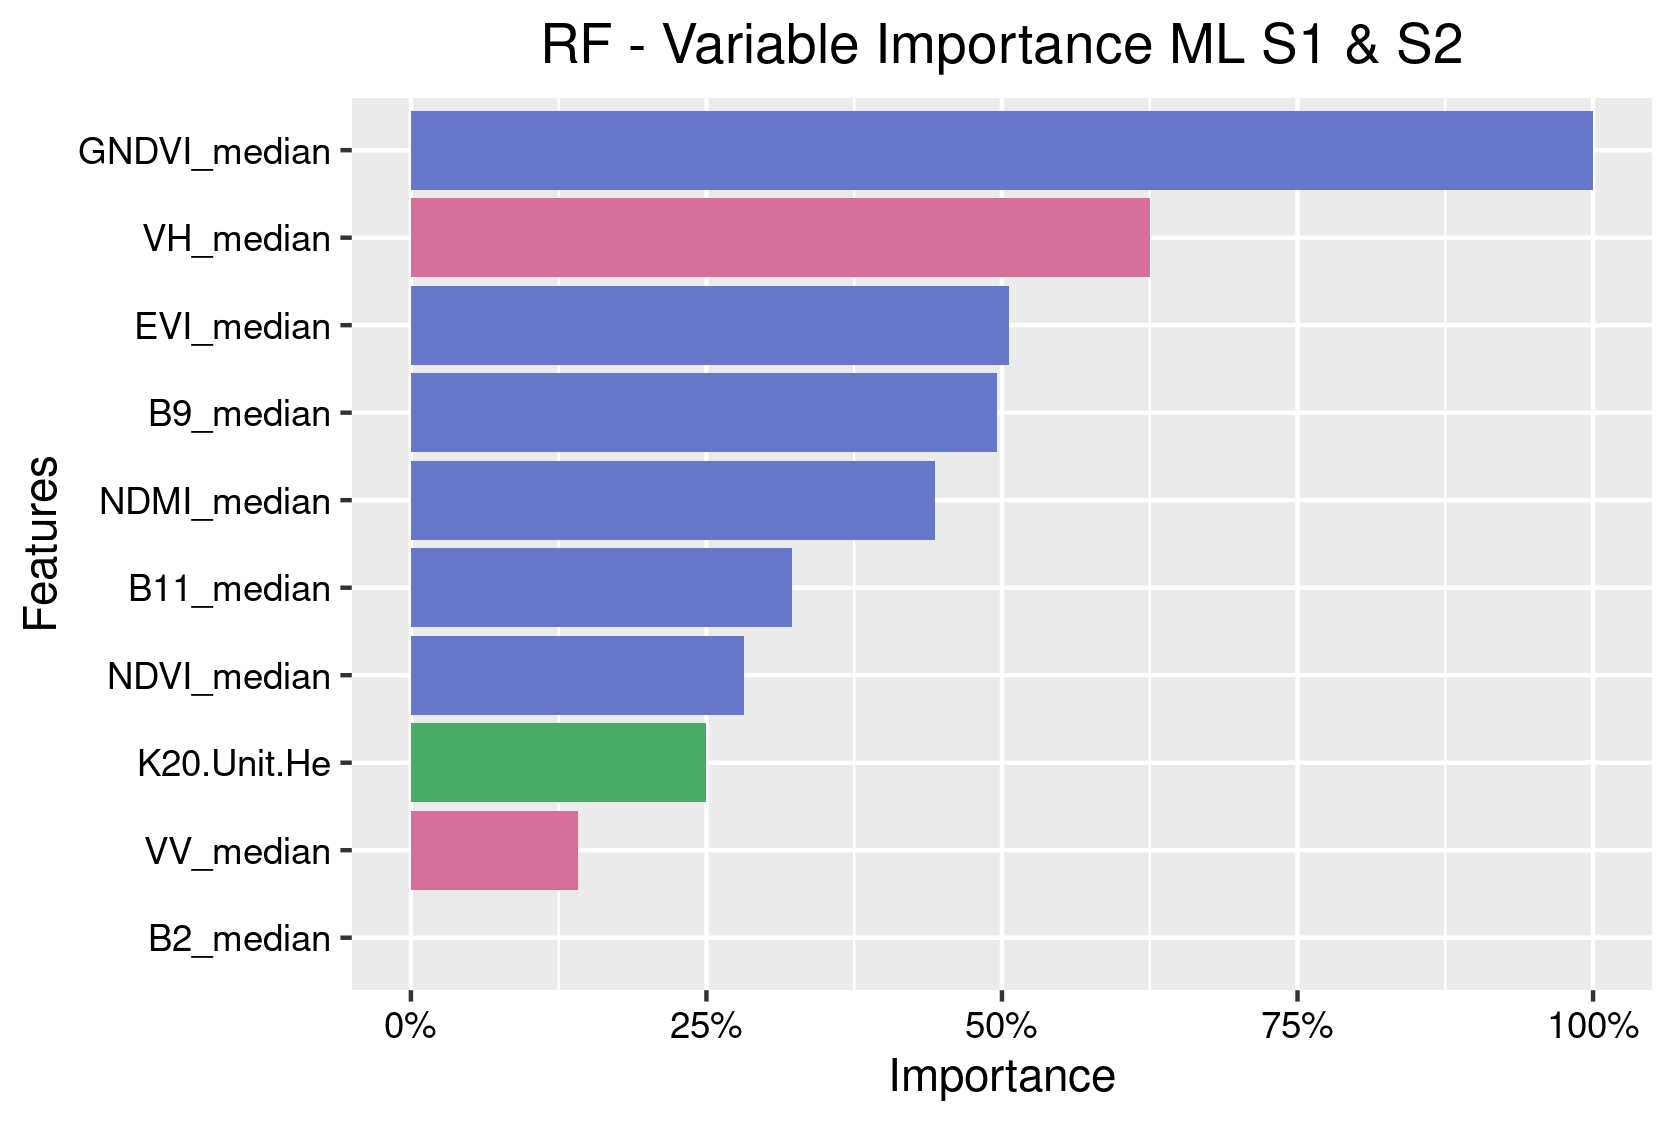 RF - Variable Importance ML S1 & S2
Features
GNDVI_median
VH_median
EVI_median
B9_median
NDMI_median
B11_median
NDVI_median
K20.Unit.He
VV_median
B2_median
0% 25% 50% 75% 100%
Importance